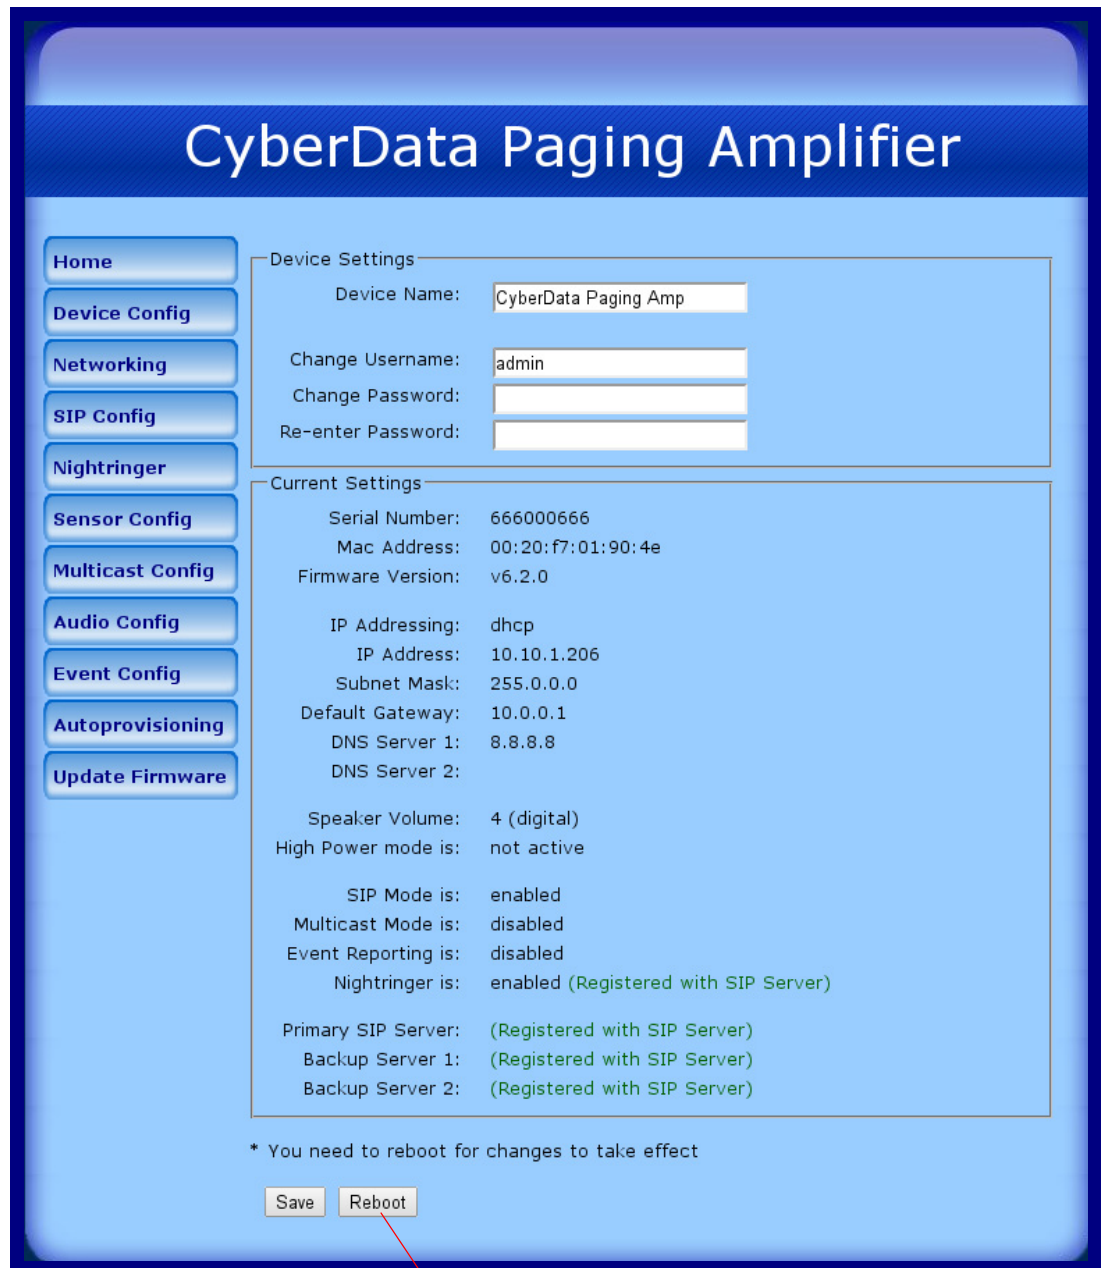 CyberData Paging Amplifier
Home
Device Config
Networking
SIP Config
Nightringer
Sensor Config
Multicast Config
Audio Config
Event Config
Autoprovisioning
Update Firmware
Device Settings
Device Name: CyberData Paging Amp
Change Username: admin
Change Password:
Re-enter Password:
Current Settings
Serial Number: 666000666
Mac Address: 00:20:f7:01:90:4e
Firmware Version: v6.2.0
IP Addressing: dhcp
IP Address: 10.10.1.206
Subnet Mask: 255.0.0.0
Default Gateway: 10.0.0.1
DNS Server 1: 8.8.8.8
DNS Server 2:
Speaker Volume: 4 (digital)
High Power mode is: not active
SIP Mode is: enabled
Multicast Mode is: disabled
Event Reporting is: disabled
Nightringer is: enabled (Registered with SIP Server)
Primary SIP Server: (Registered with SIP Server)
Backup Server 1: (Registered with SIP Server)
Backup Server 2: (Registered with SIP Server)
* You need to reboot for changes to take effect
Save Reboot